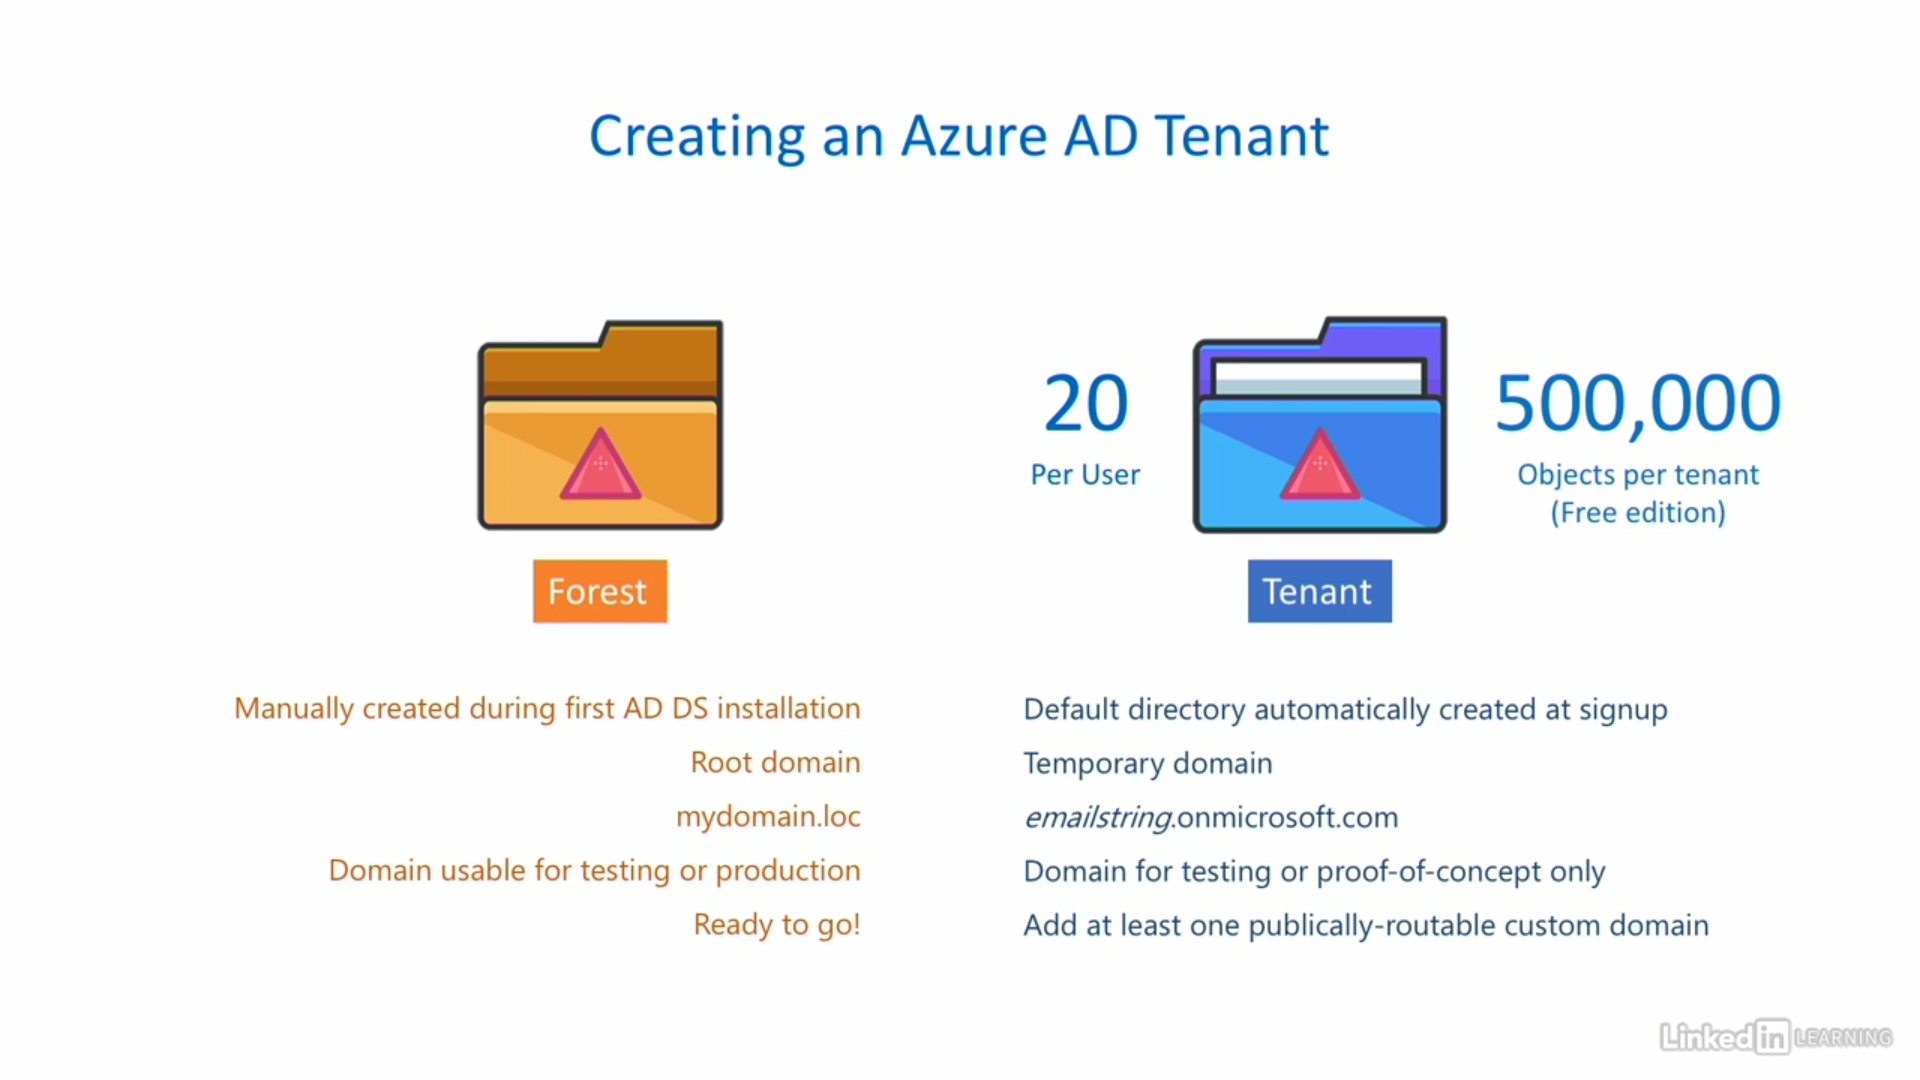 Creating an Azure AD Tenant
20
Per User
500,000
Objects per tenant
(Free edition)
Forest
Tenant
Manually created during first AD DS installation
Root domain
mydomain.loc
Domain usable for testing or production
Ready to go!
Default directory automatically created at signup
Temporary domain
emailstring.onmicrosoft.com
Domain for testing or proof-of-concept only
Add at least one publically-routable custom domain
Linked in LEARNING